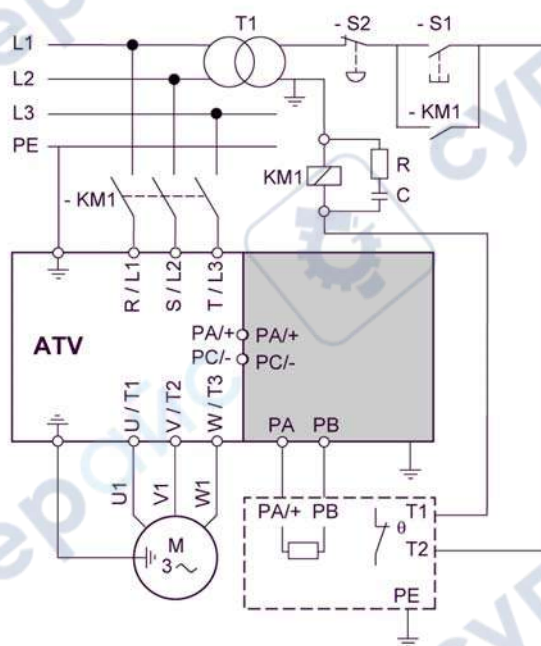 T1
- S2
- S1
L1
L2
L3
PE
- KM1
KM1
R
C
- KM1
R / L1
S / L2
T / L3
ATV
PA/+
PA/+
PC/-
PC/-
U / T1
V / T2
W / T3
PA
PB
U1
V1
W1
M
3 ~
PA/+
PB
θ
T1
T2
PE